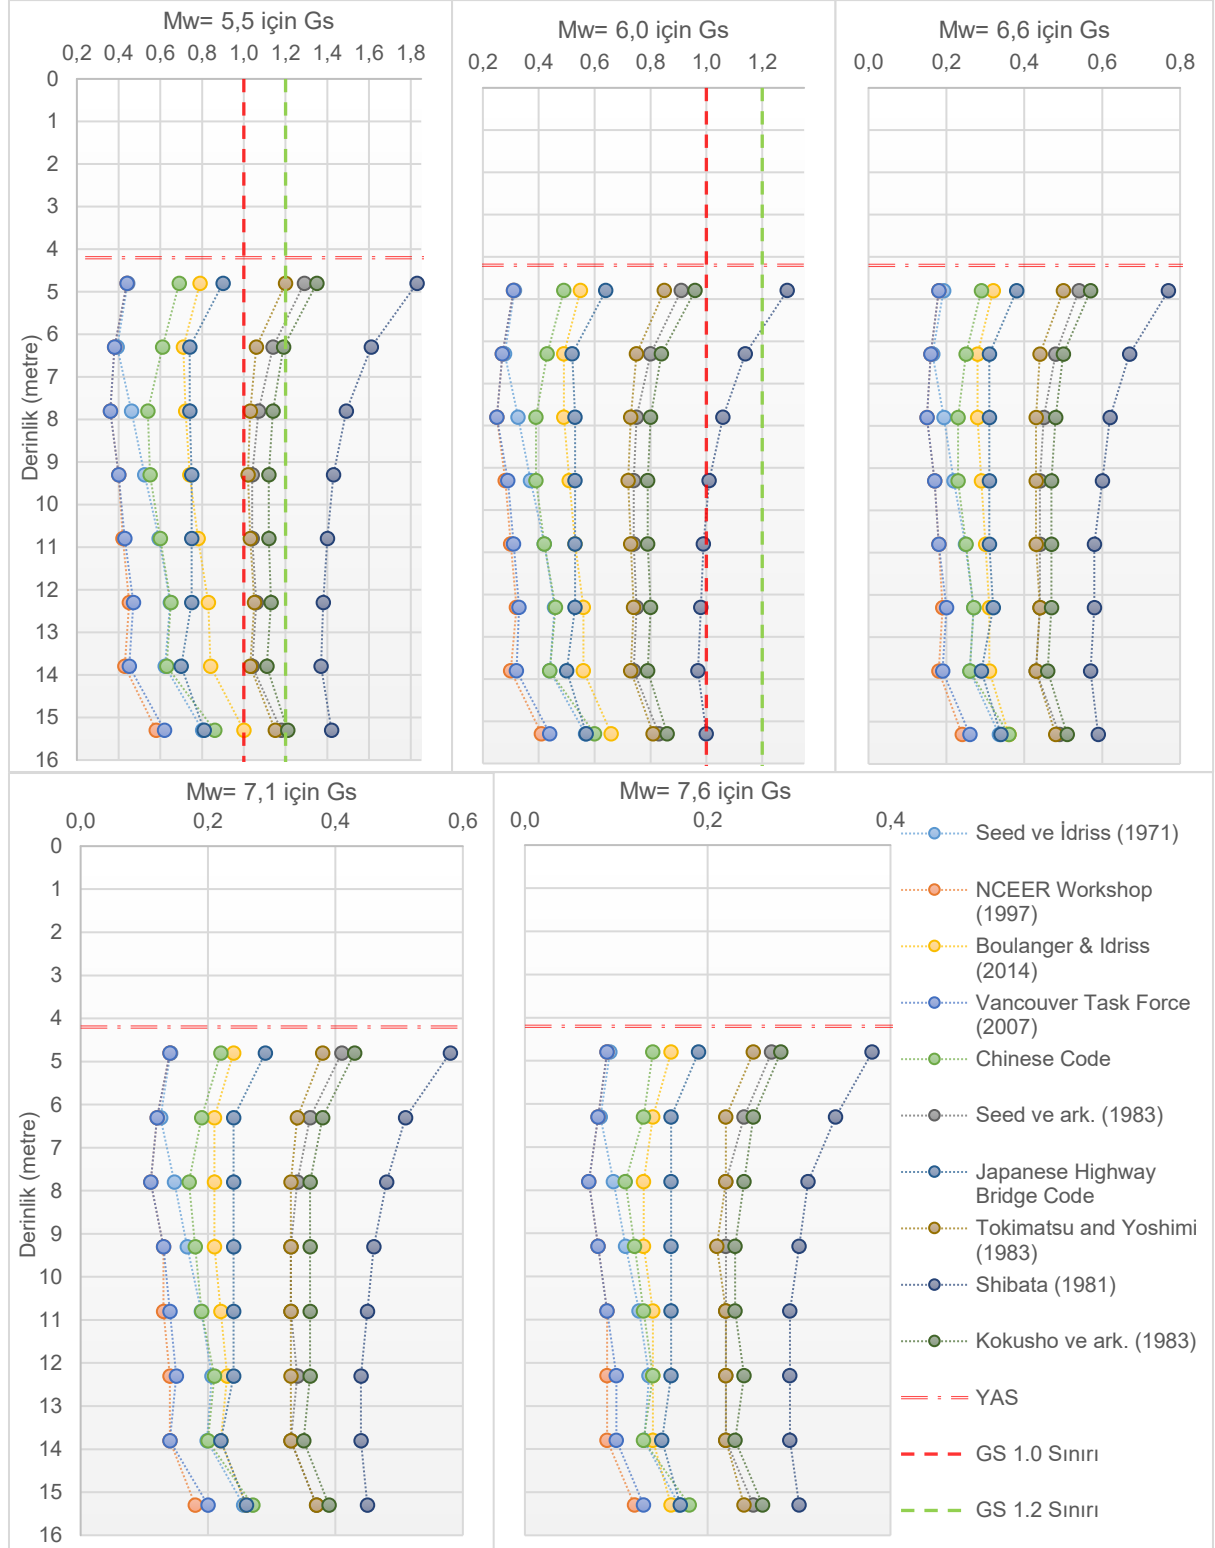 Mw= 5,5 için Gs
0,2 0,4 0,6 0,8 1,0 1,2 1,4 1,6 1,8
0
1
2
3
4
5
6
7
8
9
10
11
12
13
14
15
16
Derinlik (metre)
Mw= 6,0 için Gs
0,2 0,4 0,6 0,8 1,0 1,2
Mw= 6,6 için Gs
0,0 0,2 0,4 0,6 0,8
Mw= 7,1 için Gs
0,0 0,2 0,4 0,6
0
1
2
3
4
5
6
7
8
9
10
11
12
13
14
15
16
Derinlik (metre)
Mw= 7,6 için Gs
0,0 0,2 0,4
Seed ve İdriss (1971)
NCEER Workshop
(1997)
Boulanger & Idriss
(2014)
Vancouver Task Force
(2007)
Chinese Code
Seed ve ark. (1983)
Japanese Highway
Bridge Code
Tokimatsu and Yoshimi
(1983)
Shibata (1981)
Kokusho ve ark. (1983)
YAS
GS 1.0 Sınırı
GS 1.2 Sınırı